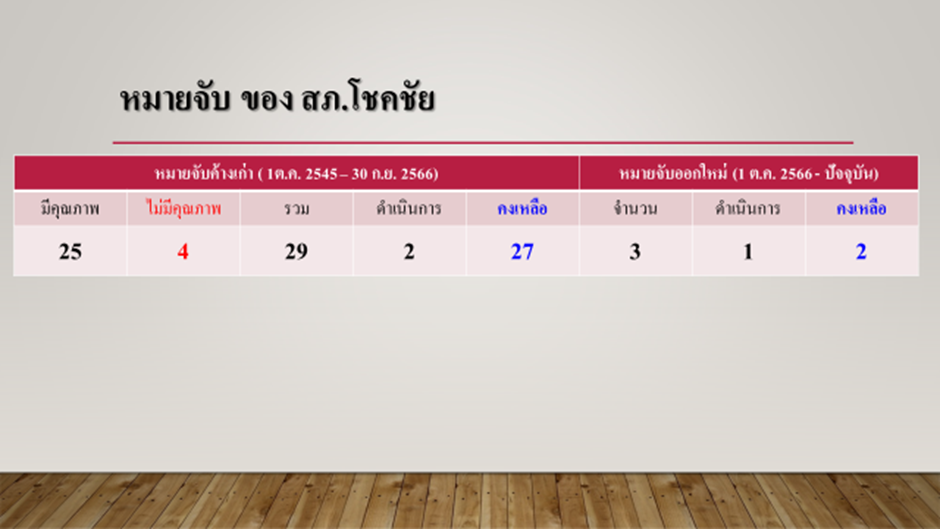 หมายจับ ของ สภ.โชคชัย
หมายจับค้างเก่า ( 1ต.ค. 2545 – 30 ก.ย. 2566) หมายจับออกใหม่ (1 ต.ค. 2566 - ปัจจุบัน)
มีคุณภาพ ไม่มีคุณภาพ รวม ดำเนินการ คงเหลือ จำนวน ดำเนินการ คงเหลือ
25 4 29 2 27 3 1 2